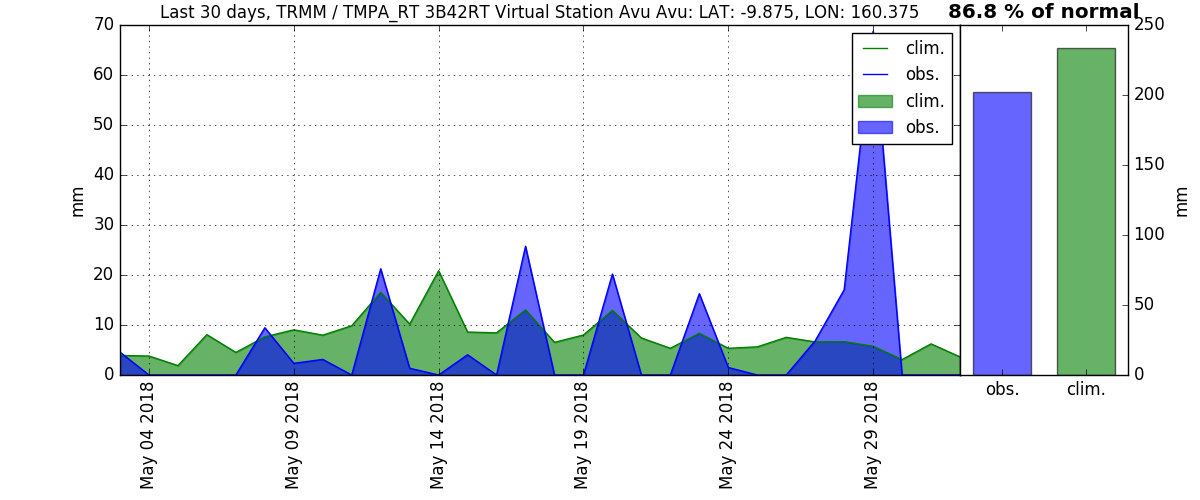 Last 30 days, TRMM / TMPA_RT 3B42RT Virtual Station Avu Avu: LAT: -9.875, LON: 160.375
86.8 % of normal
70
60
50
40
30
20
10
0
mm
clim.
obs.
clim.
obs.
May 04 2018
May 09 2018
May 14 2018
May 19 2018
May 24 2018
May 29 2018
250
200
150
100
50
0
mm
obs.
clim.